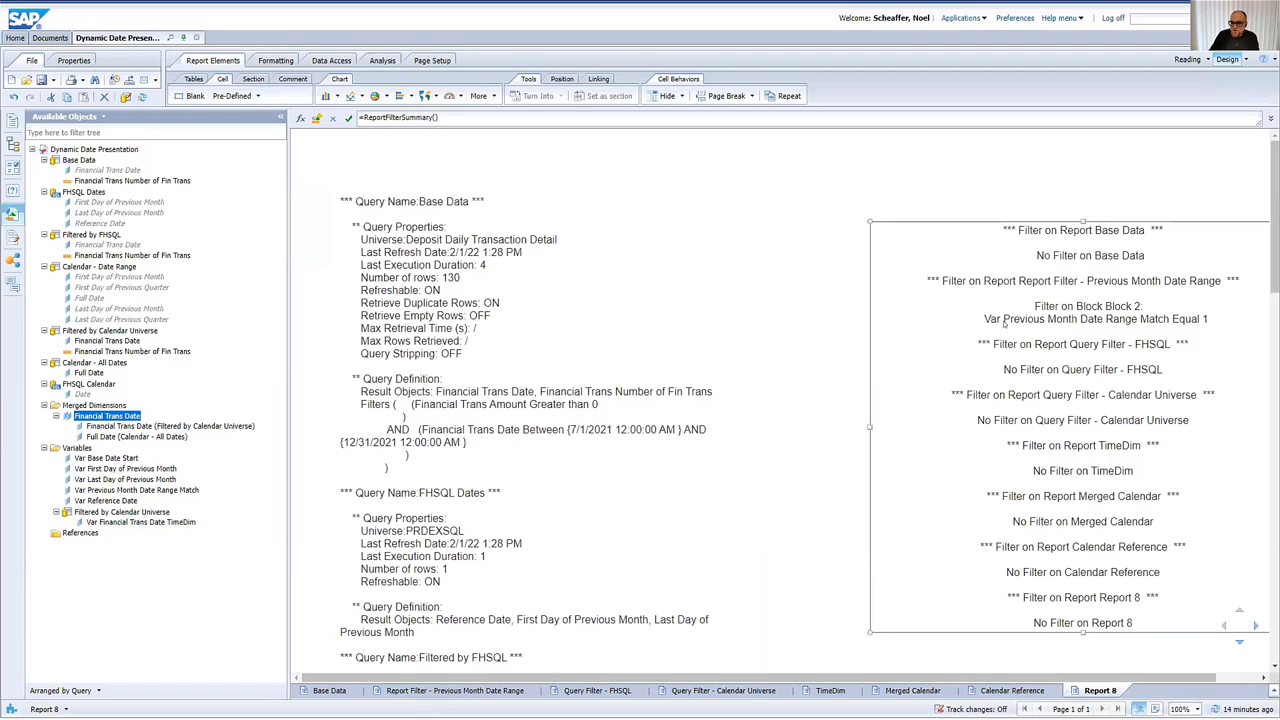 SAP
Welcome: Scheaffer, Noel
Applications
Preferences
Help menu
Log off
Home
Documents
Dynamic Date Presen...
File
Properties
Report Elements
Formatting
Data Access
Analysis
Page Setup
Reading
Design
Tables
Cell
Section
Comment
Chart
Tools
Position
Linking
Cell Behaviors
Blank
Pre-Defined
More
Turn Into
Set as section
Hide
Page Break
Repeat
Available Objects
=ReportFilterSummary()
Type here to filter tree
Dynamic Date Presentation
Base Data
Financial Trans Date
Financial Trans Number of Fin Trans
FHSQL Dates
First Day of Previous Month
Last Day of Previous Month
Reference Date
Filtered by FHSQL
Financial Trans Date
Financial Trans Number of Fin Trans
Calendar - Date Range
First Day of Previous Month
First Day of Previous Quarter
Full Date
Last Day of Previous Month
Last Day of Previous Quarter
Filtered by Calendar Universe
Financial Trans Date
Financial Trans Number of Fin Trans
Calendar - All Dates
Full Date
FHSQL Calendar
Date
Merged Dimensions
Financial Trans Date
Financial Trans Date (Filtered by Calendar Universe)
Full Date (Calendar - All Dates)
Variables
Var Base Date Start
Var First Day of Previous Month
Var Last Day of Previous Month
Var Previous Month Date Range Match
Var Reference Date
Filtered by Calendar Universe
Var Financial Trans Date TimeDim
References
Arranged by Query
*** Query Name:Base Data ***
** Query Properties:
Universe:Deposit Daily Transaction Detail
Last Refresh Date:2/1/22 1:28 PM
Last Execution Duration: 4
Number of rows: 130
Refreshable: ON
Retrieve Duplicate Rows: ON
Retrieve Empty Rows: OFF
Max Retrieval Time (s): /
Max Rows Retrieved: /
Query Stripping: OFF
** Query Definition:
Result Objects: Financial Trans Date, Financial Trans Number of Fin Trans
Filters (    (Financial Trans Amount Greater than 0
)
AND    (Financial Trans Date Between {7/1/2021 12:00:00 AM } AND
{12/31/2021 12:00:00 AM }
)
)
*** Query Name:FHSQL Dates ***
** Query Properties:
Universe:PRDEXSQL
Last Refresh Date:2/1/22 1:28 PM
Last Execution Duration: 1
Number of rows: 1
Refreshable: ON
** Query Definition:
Result Objects: Reference Date, First Day of Previous Month, Last Day of
Previous Month
*** Query Name:Filtered by FHSQL ***
*** Filter on Report Base Data ***
No Filter on Base Data
*** Filter on Report Report Filter - Previous Month Date Range ***
Filter on Block Block 2:
Var Previous Month Date Range Match Equal 1
*** Filter on Report Query Filter - FHSQL ***
No Filter on Query Filter - FHSQL
*** Filter on Report Query Filter - Calendar Universe ***
No Filter on Query Filter - Calendar Universe
*** Filter on Report TimeDim ***
No Filter on TimeDim
*** Filter on Report Merged Calendar ***
No Filter on Merged Calendar
*** Filter on Report Calendar Reference ***
No Filter on Calendar Reference
*** Filter on Report Report 8 ***
No Filter on Report 8
Base Data
Report Filter - Previous Month Date Range
Query Filter - FHSQL
Query Filter - Calendar Universe
TimeDim
Merged Calendar
Calendar Reference
Report 8
Report 8
Track changes: Off
Page 1 of 1
100%
14 minutes ago